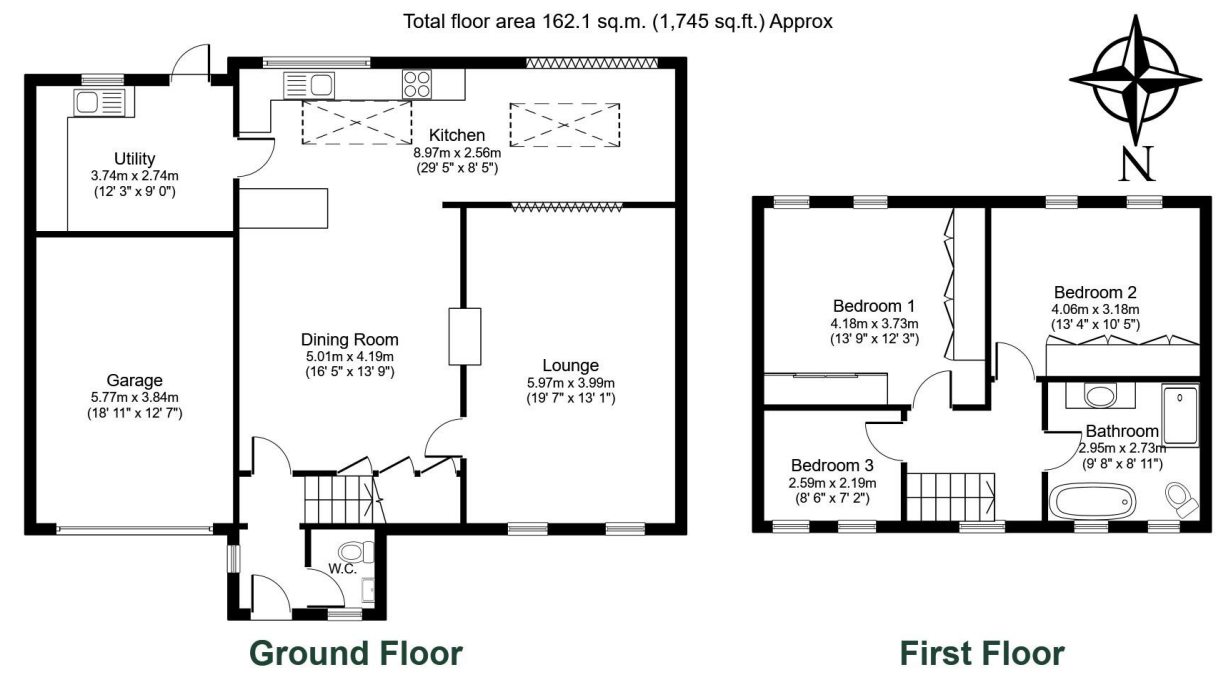 Total floor area 162.1 sq.m. (1,745 sq.ft.) Approx
N
Kitchen
8.97m x 2.56m
(29' 5" x 8' 5")
Utility
3.74m x 2.74m
(12' 3" x 9' 0")
Dining Room
5.01m x 4.19m
(16' 5" x 13' 9")
Lounge
5.97m x 3.99m
(19' 7" x 13' 1")
Garage
5.77m x 3.84m
(18' 11" x 12' 7")
W.C.
Ground Floor
Bedroom 1
4.18m x 3.73m
(13' 9" x 12' 3")
Bedroom 2
4.06m x 3.18m
(13' 4" x 10' 5")
Bathroom
2.95m x 2.73m
(9' 8" x 8' 11")
Bedroom 3
2.59m x 2.19m
(8' 6" x 7' 2")
First Floor